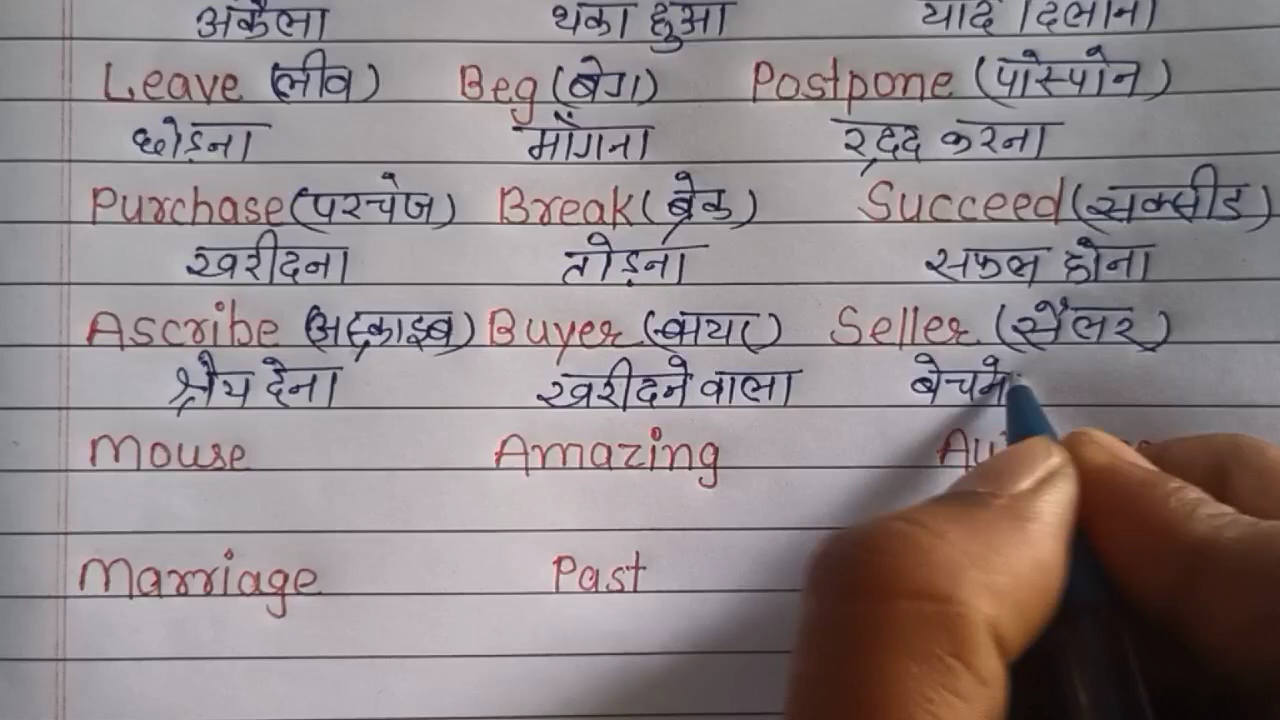 अकेला थका हुआ याद दिलाना
Leave (लीव) Beg (बेग) Postpone (पोस्पोन)
छोड़ना माँगना रद्द करना
Purchase (परचेज) Break (ब्रेक) Succeed (सक्सीड)
खरीदना तोड़ना सफल होना
Ascribe (अस्क्राइब) Buyer (बायर) Seller (सैलर)
श्रेय देना खरीदने वाला
Mouse Amazing
Marriage Past